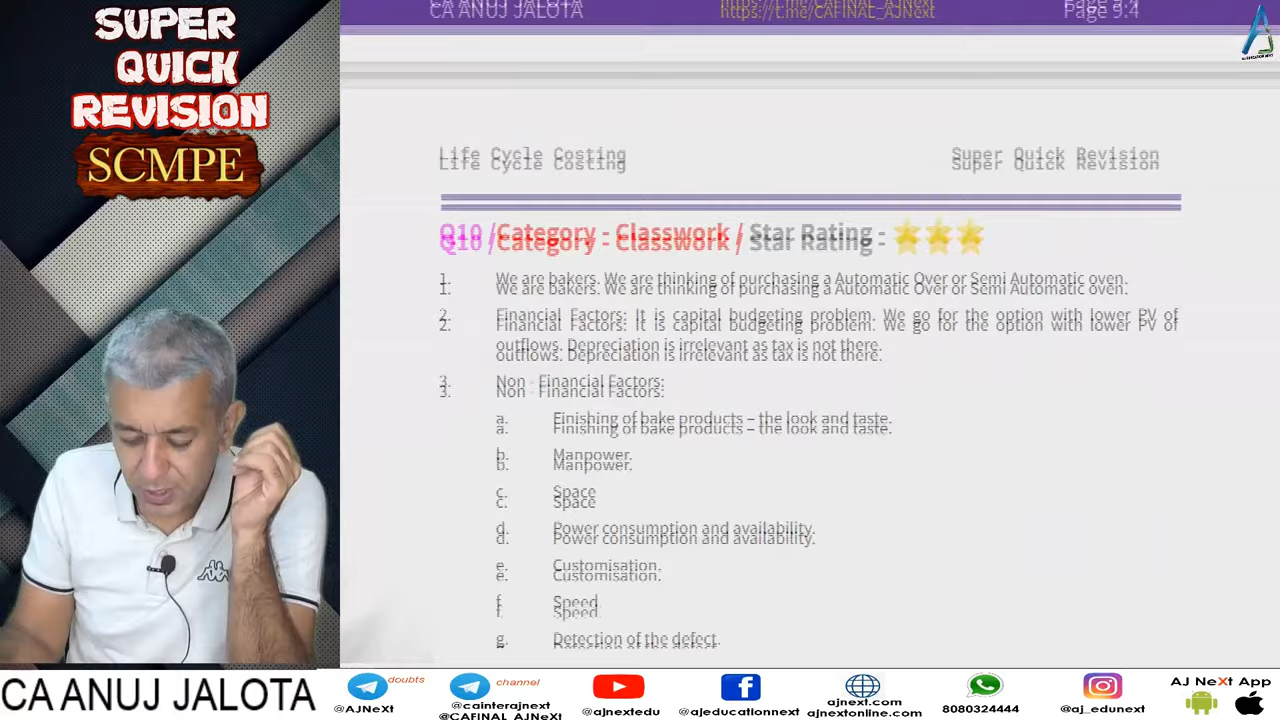 SUPER
QUICK
REVISION
SCMPE
CA ANUJ JALOTA
https://t.me/CAFINAL_AJNext
Page 9.4
Life Cycle Costing
Super Quick Revision
Q10 /Category - Classwork / Star Rating -
1. We are bakers. We are thinking of purchasing a Automatic Over or Semi Automatic oven.
2. Financial Factors: It is capital budgeting problem. We go for the option with lower PV of
outflows. Depreciation is irrelevant as tax is not there.
3. Non - Financial Factors:
a. Finishing of bake products – the look and taste.
b. Manpower.
c. Space
d. Power consumption and availability.
e. Customisation.
f. Speed.
g. Detection of the defect.
CA ANUJ JALOTA
doubts
@AJNeXt
channel
@cainterajnext
@CAFINAL_AJNeXt
@ajnextedu
@ajeducationnext
ajnext.com
ajnextonline.com
8080324444
@aj_edunext
AJ NeXt App